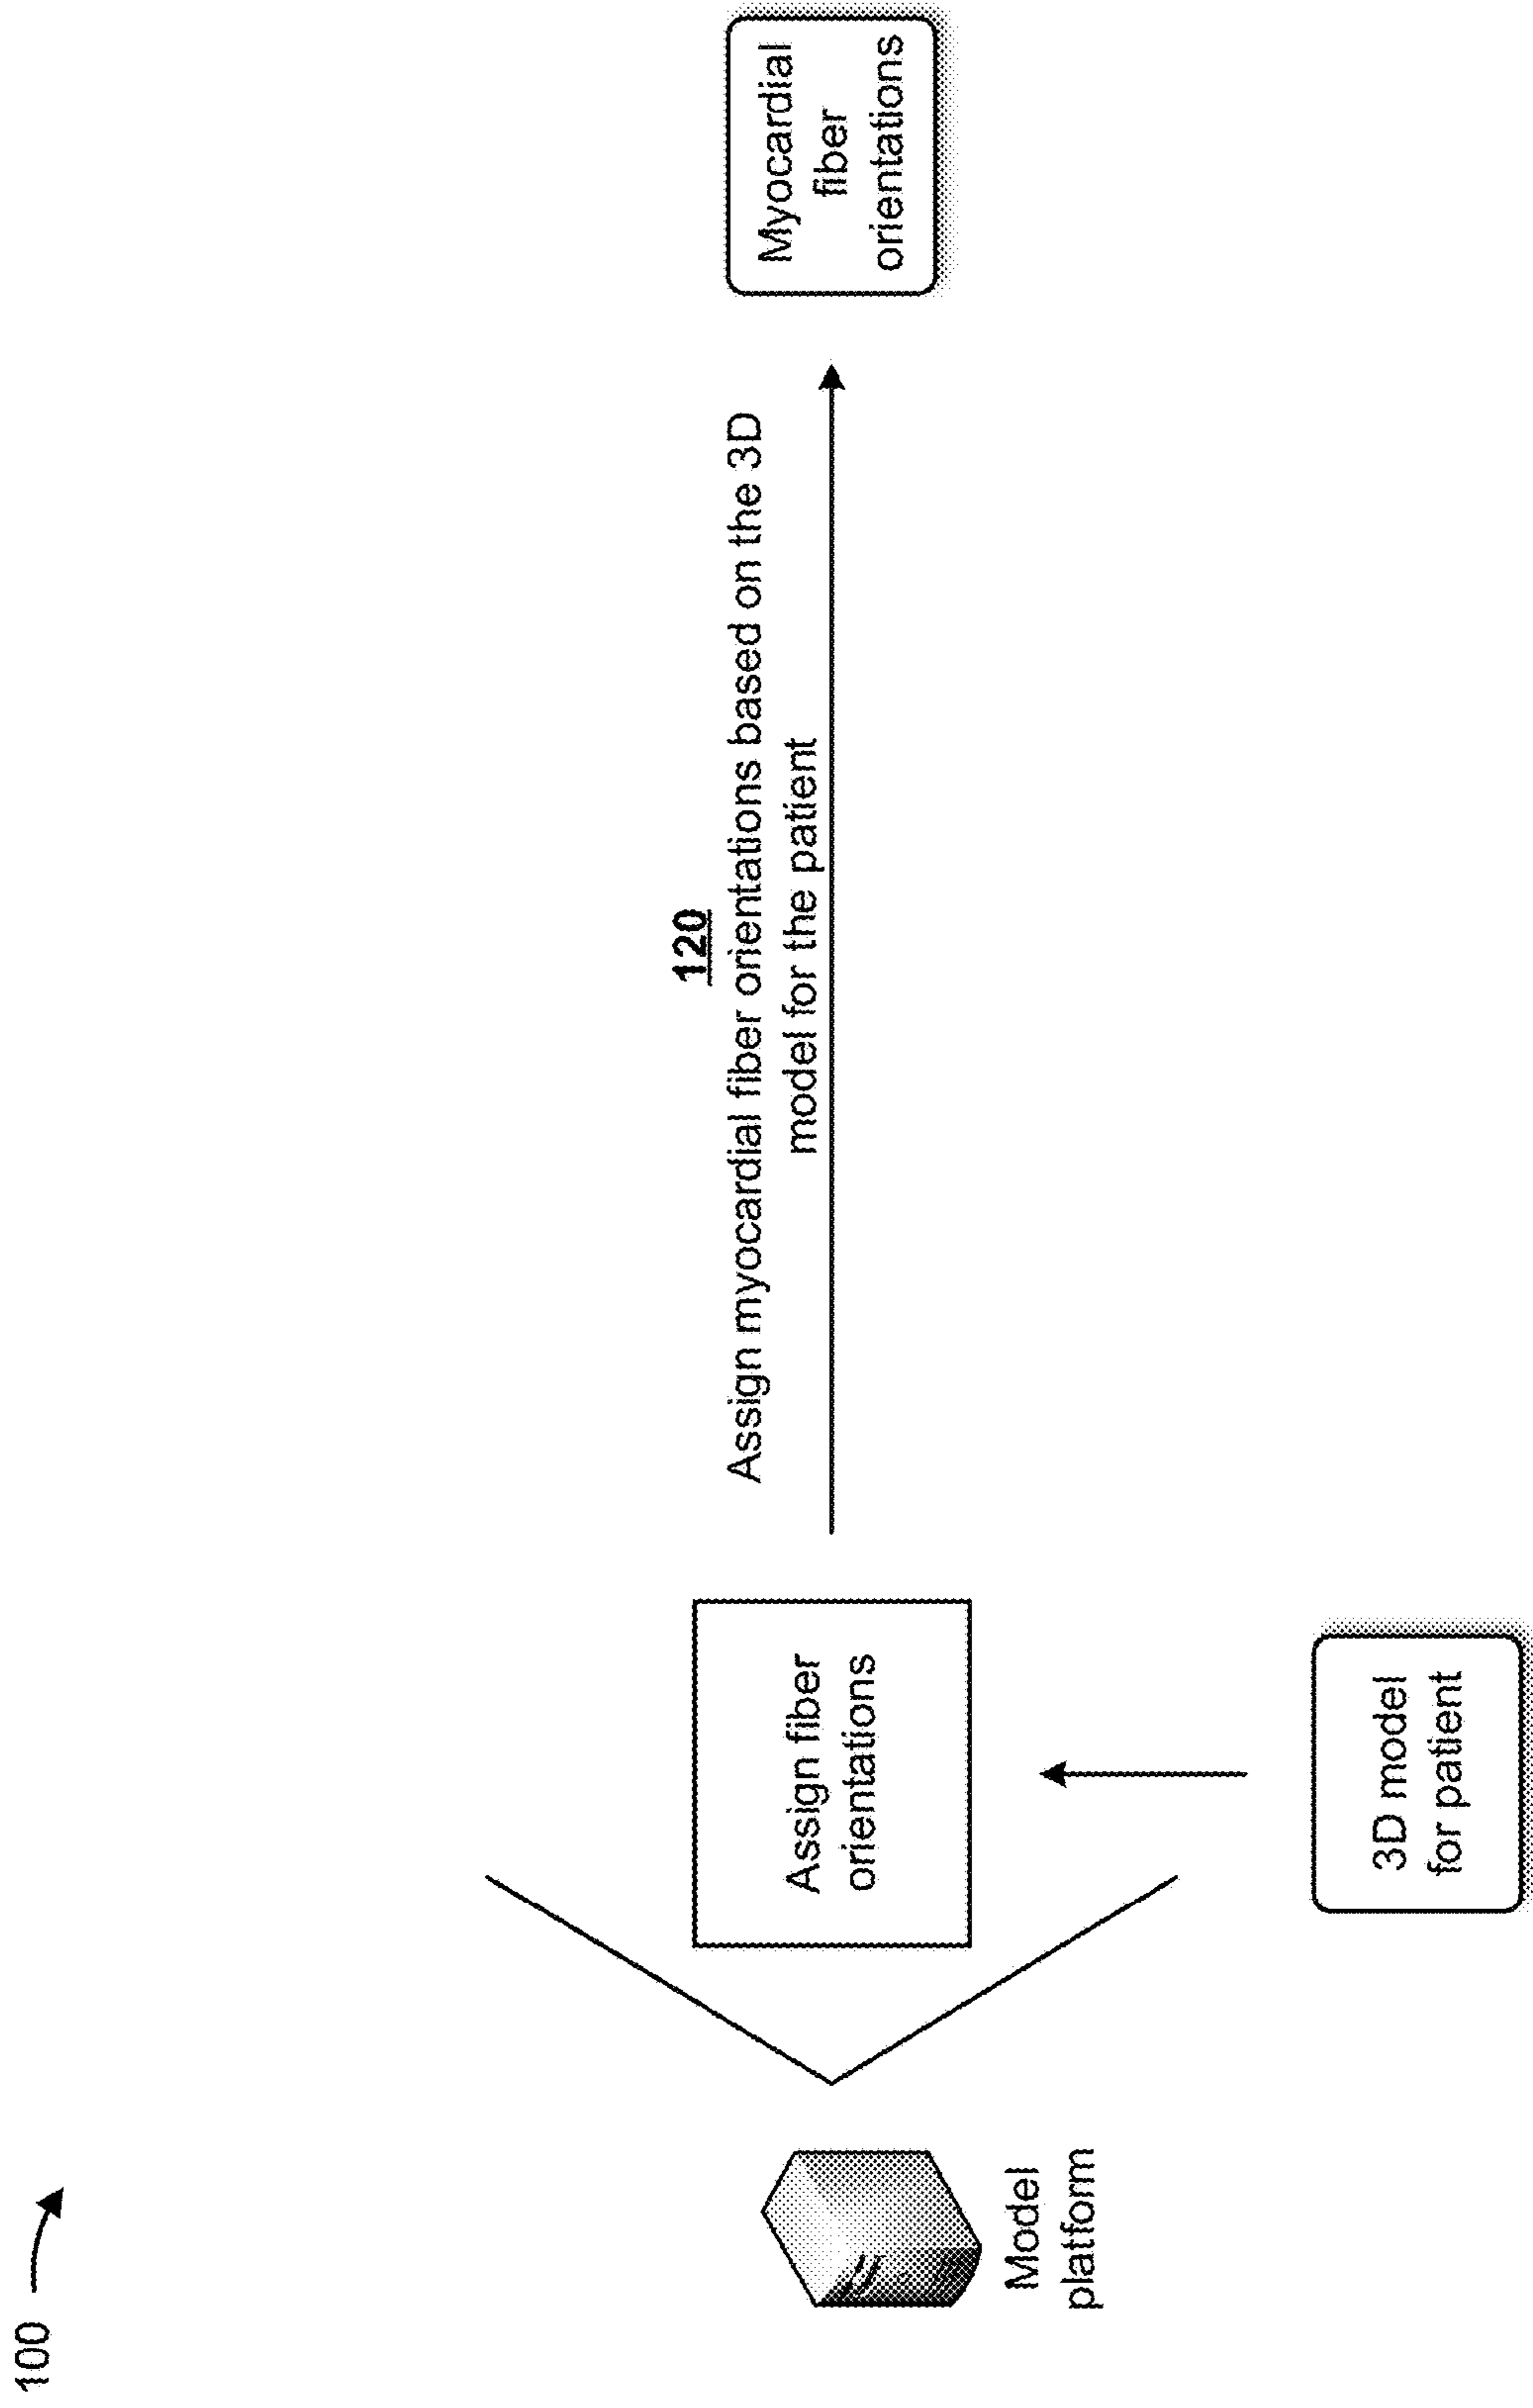 100
120
Assign myocardial fiber orientations based on the 3D
model for the patient
Model
platform
Assign fiber
orientations
Myocardial
fiber
orientations
3D model
for patient